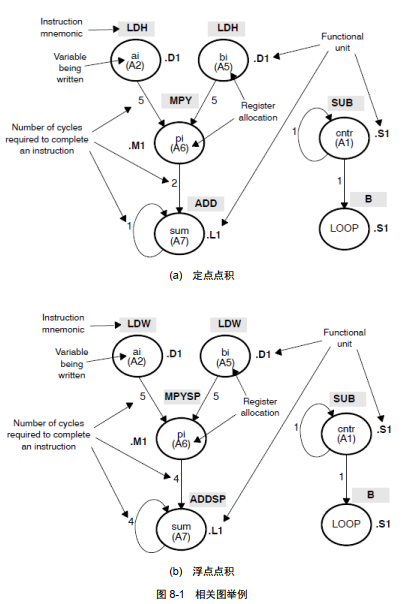 Instruction
mnemonic
LDH
LDH
Functional
unit
Variable
being
written
ai
(A2)
.D1
bi
(A5)
.D1
5
MPY
5
Register
allocation
SUB
Number of cycles
required to complete
an instruction
.M1
pi
(A6)
1
cntr
(A1)
.S1
2
ADD
1
B
1
sum
(A7)
.L1
LOOP
.S1
(a) 定点点积
Instruction
mnemonic
LDW
LDW
Functional
unit
Variable
being
written
ai
(A2)
.D1
bi
(A5)
.D1
5
MPYSP
5
Register
allocation
SUB
Number of cycles
required to complete
an instruction
.M1
pi
(A6)
1
cntr
(A1)
.S1
4
ADDSP
1
B
4
sum
(A7)
.L1
LOOP
.S1
(b) 浮点点积
图 8-1 相关图举例